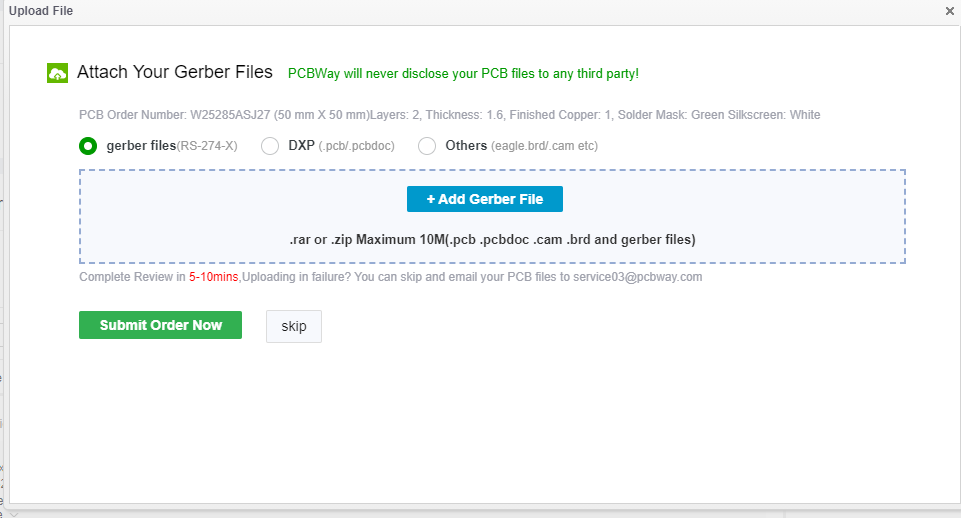 Upload File
Attach Your Gerber Files PCBWay will never disclose your PCB files to any third party!
PCB Order Number: W25285ASJ27 (50 mm X 50 mm)Layers: 2, Thickness: 1.6, Finished Copper: 1, Solder Mask: Green Silkscreen: White
gerber files(RS-274-X) DXP (.pcb/.pcbdoc) Others (eagle.brd/.cam etc)
+ Add Gerber File
.rar or .zip Maximum 10M(.pcb .pcbdoc .cam .brd and gerber files)
Complete Review in 5-10mins,Uploading in failure? You can skip and email your PCB files to service03@pcbway.com
Submit Order Now skip